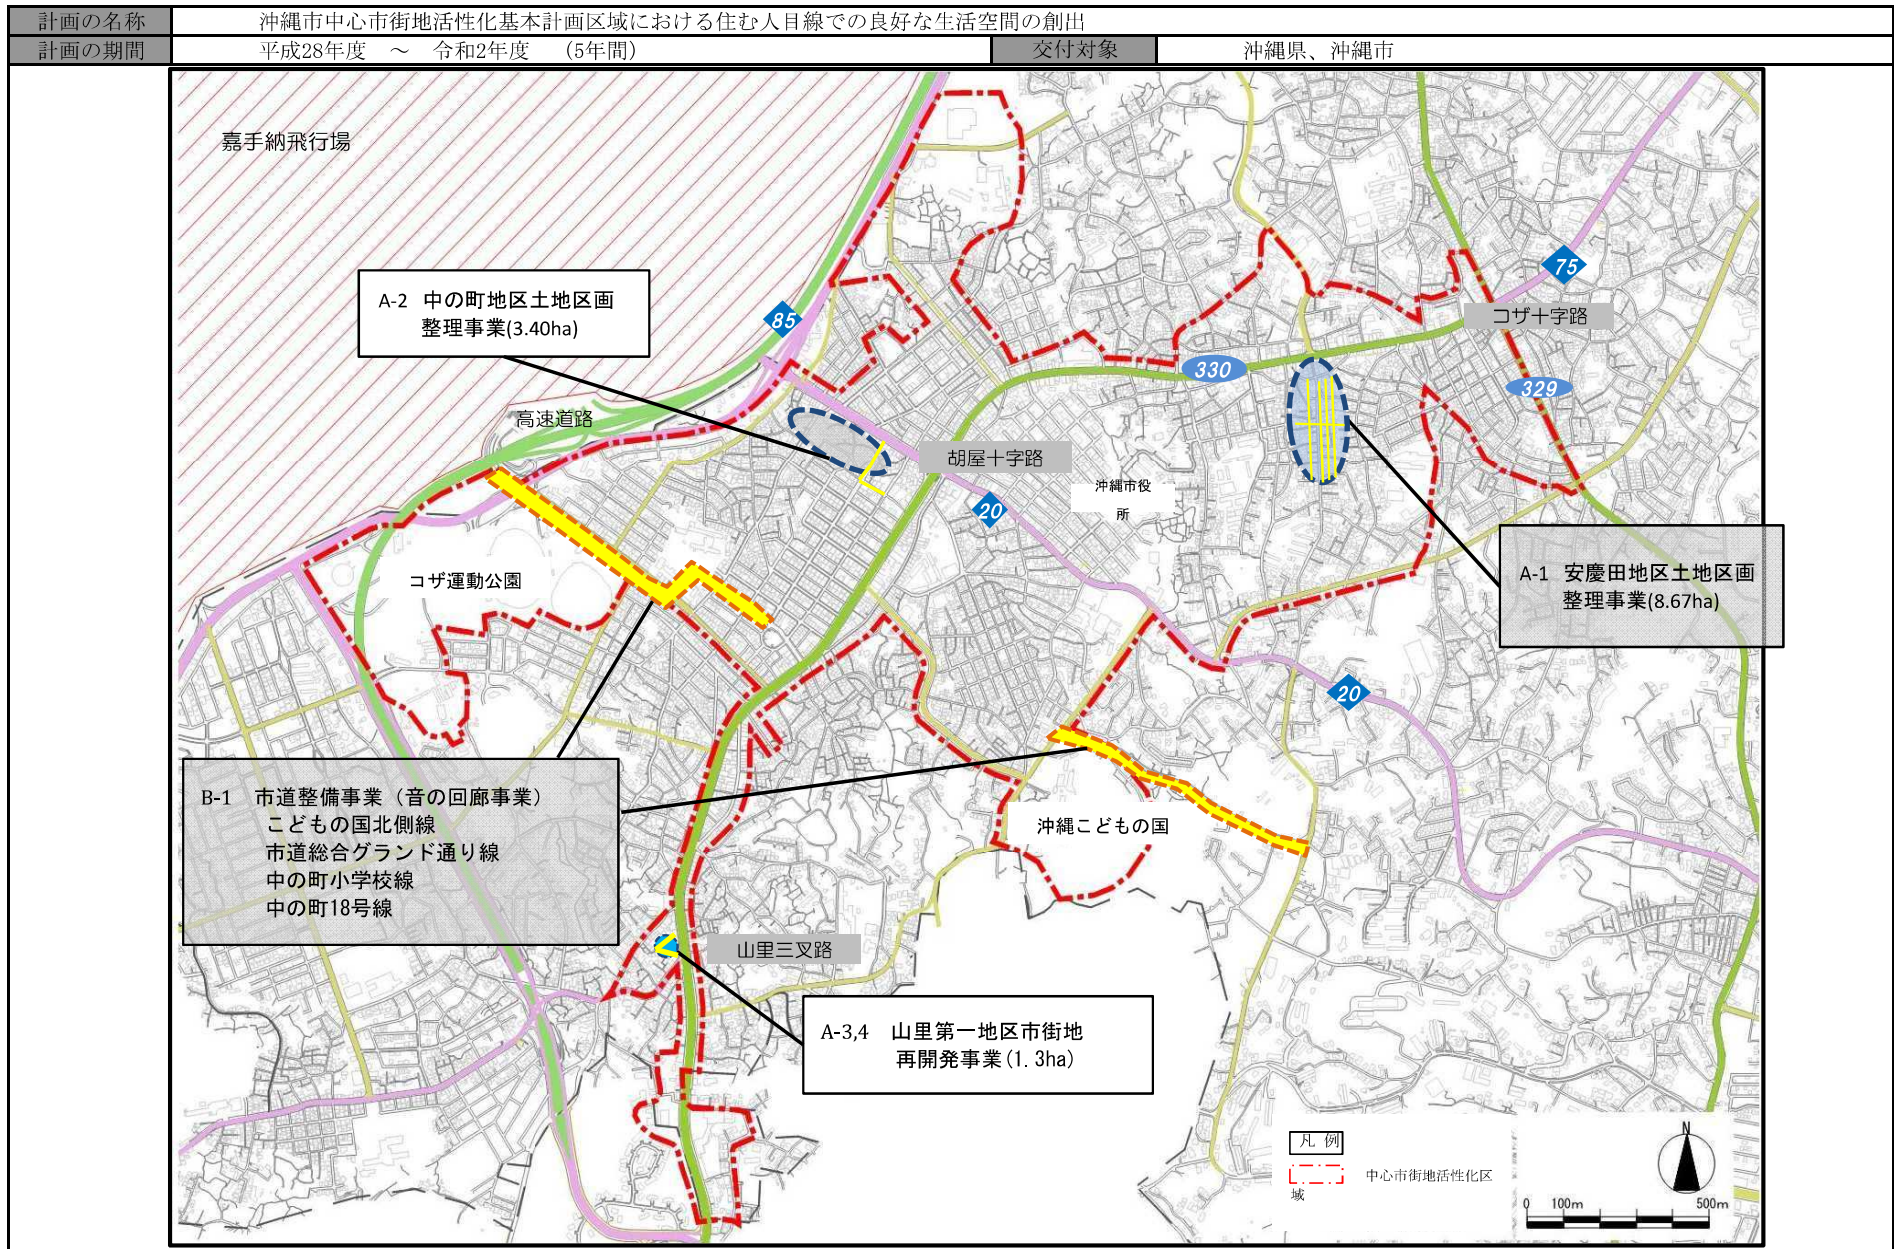 計画の名称
沖縄市中心市街地活性化基本計画区域における住む人目線での良好な生活空間の創出
計画の期間
平成28年度 ～ 令和2年度 (5年間)
交付対象
沖縄県、沖縄市
嘉手納飛行場
A-2 中の町地区土地区画
整理事業(3.40ha)
85
75
コザ十字路
330
329
高速道路
胡屋十字路
沖縄市役
所
20
コザ運動公園
A-1 安慶田地区土地区画
整理事業(8.67ha)
20
B-1 市道整備事業（音の回廊事業）
こどもの国北側線
市道総合グランド通り線
中の町小学校線
中の町18号線
沖縄こどもの国
山里三叉路
A-3,4 山里第一地区市街地
再開発事業(1.3ha)
凡 例
中心市街地活性化区
域
N
0 100m 500m